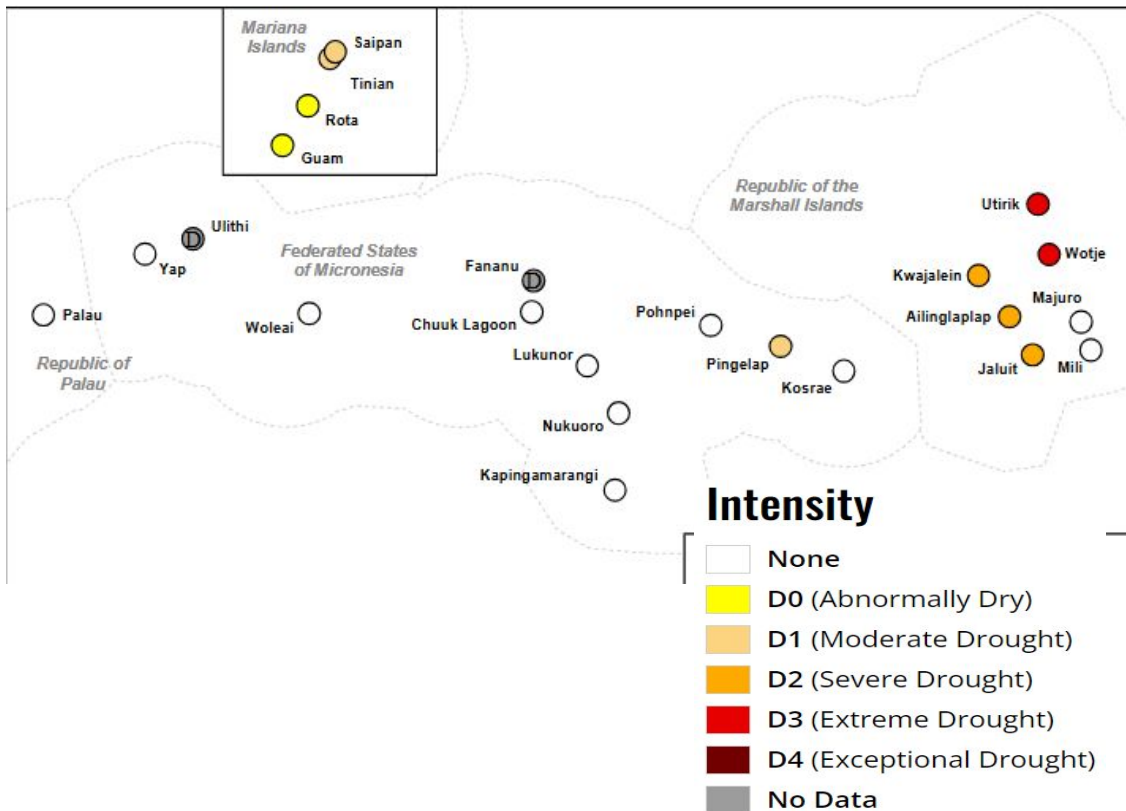 Mariana
Islands
Saipan
Tinian
Rota
Guam
Republic of the
Marshall Islands
Utirik
Ulithi
D
Yap
Federated States
of Micronesia
Fananu
D
Wotje
Kwajalein
Majuro
Palau
Woleai
Chuuk Lagoon
Pohnpei
Ailinglaplap
Lukunor
Pingelap
Republic of
Palau
Kosrae
Jaluit
Mili
Nukuoro
Kapingamarangi
Intensity
None
D0 (Abnormally Dry)
D1 (Moderate Drought)
D2 (Severe Drought)
D3 (Extreme Drought)
D4 (Exceptional Drought)
No Data